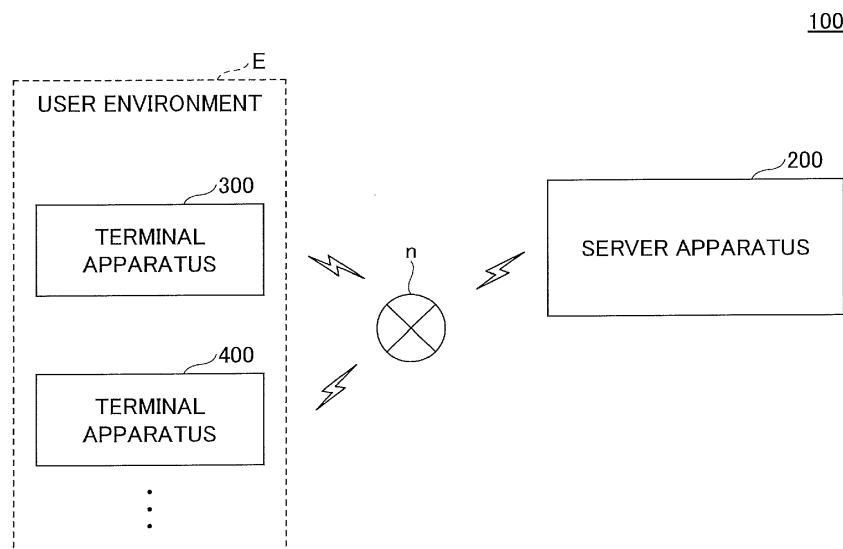 100
E
USER ENVIRONMENT
300
TERMINAL
APPARATUS
n
200
SERVER APPARATUS
400
TERMINAL
APPARATUS